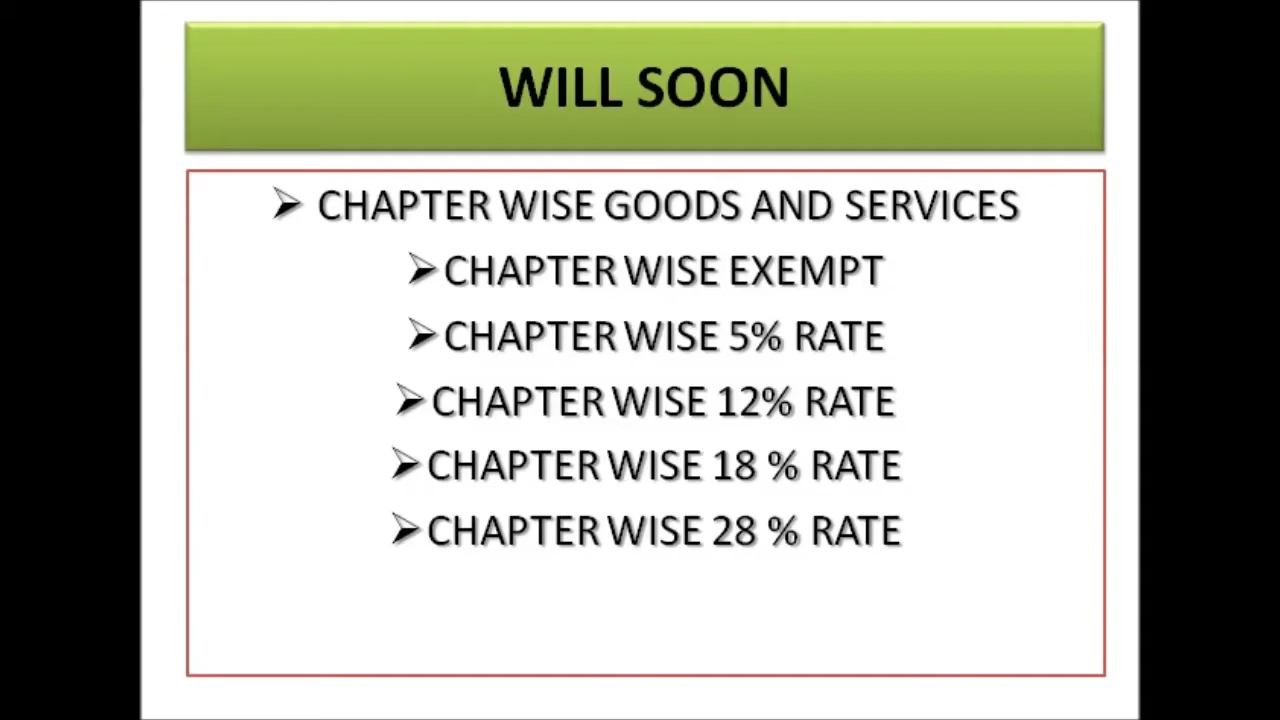 WILL SOON
➢ CHAPTER WISE GOODS AND SERVICES
➢CHAPTER WISE EXEMPT
➢CHAPTER WISE 5% RATE
➢CHAPTER WISE 12% RATE
➢CHAPTER WISE 18 % RATE
➢CHAPTER WISE 28 % RATE